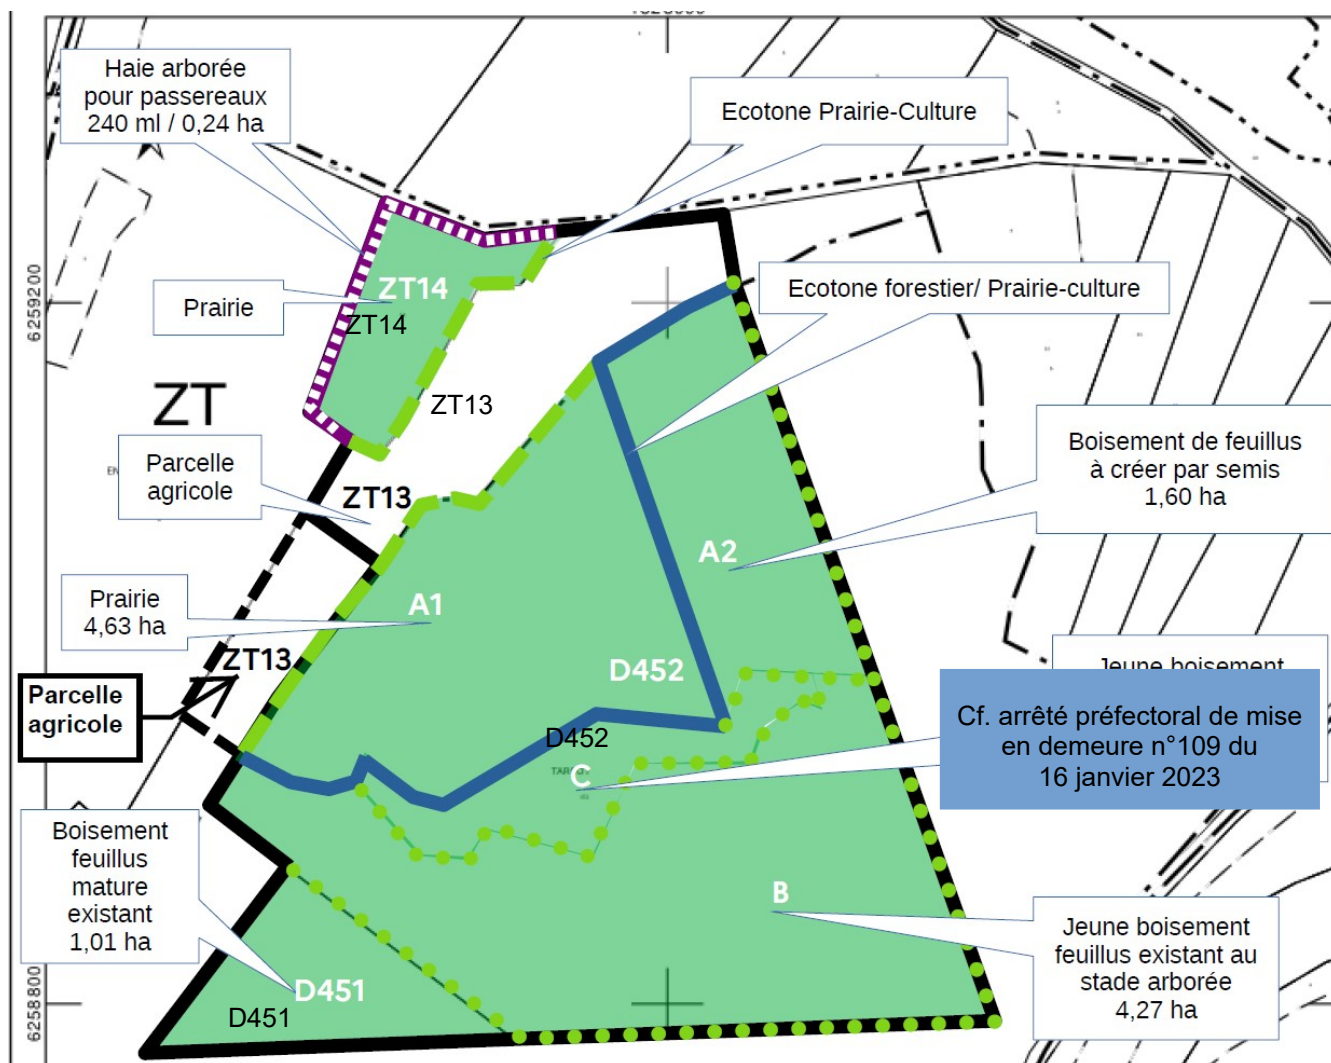 Haie arborée
pour passereaux
240 ml / 0,24 ha
Ecotone Prairie-Culture
6259200
Prairie
ZT14
ZT14
Ecotone forestier/ Prairie-culture
ZT
ZT13
Parcelle
agricole
ZT13
Boisement de feuillus
à créer par semis
1,60 ha
A2
Prairie
4,63 ha
A1
ZT13
D452
Jeune boisement
Parcelle
agricole
D452
Cf. arrêté préfectoral de mise
en demeure n°109 du
16 janvier 2023
C
Boisement
feuillus
mature
existant
1,01 ha
B
Jeune boisement
feuillus existant au
stade arborée
4,27 ha
D451
D451
6258800